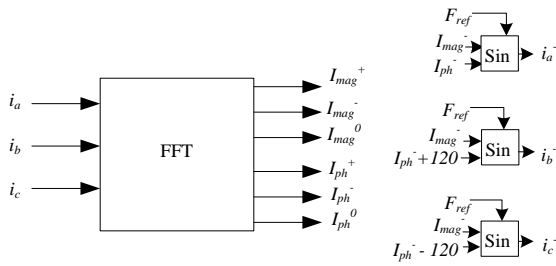 i_a
i_b
i_c
FFT
I_mag^+
I_mag^-
I_mag^0
I_ph^+
I_ph^-
I_ph^0
F_ref
I_mag^-
I_ph^-
Sin
i_a^-
F_ref
I_mag^-
I_ph^- +120
Sin
i_b^-
F_ref
I_mag^-
I_ph^- - 120
Sin
i_c^-